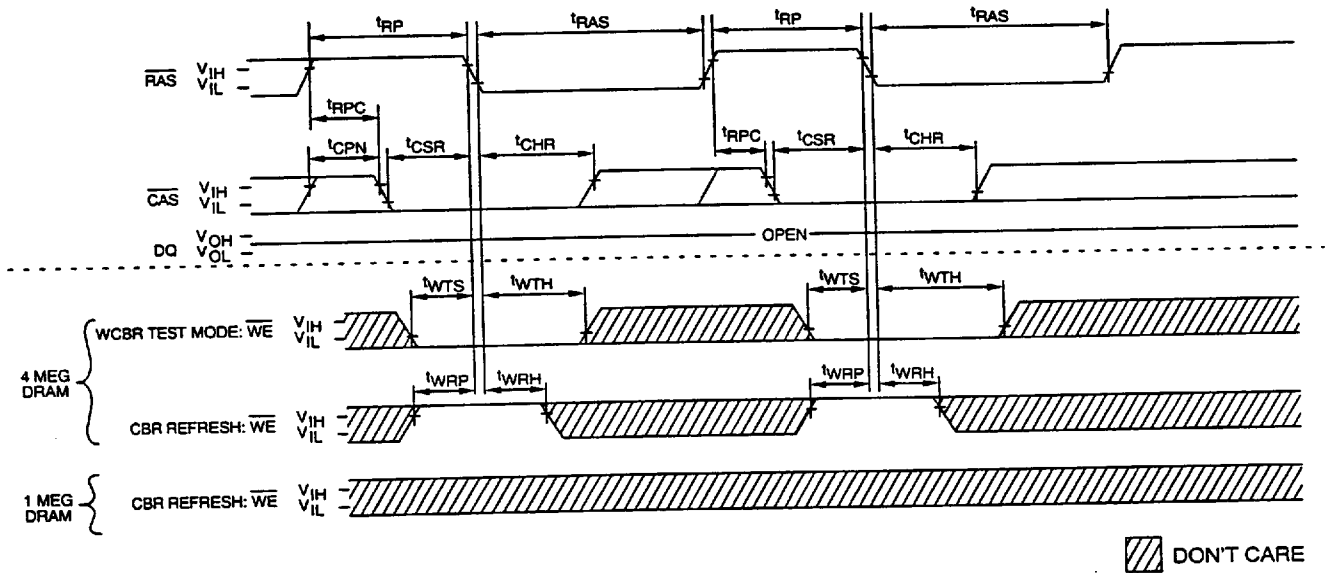 tRP tRAS tRP tRAS
RAS VIH VIL
tRPC
tCPN tCSR tCHR tRPC tCSR tCHR
CAS VIH VIL
DQ VOH VOL OPEN
tWTS tWTH tWTS tWTH
WCBR TEST MODE: WE VIH VIL
4 MEG DRAM
tWRP tWRH tWRP tWRH
CBR REFRESH: WE VIH VIL
1 MEG DRAM CBR REFRESH: WE VIH VIL
DON'T CARE